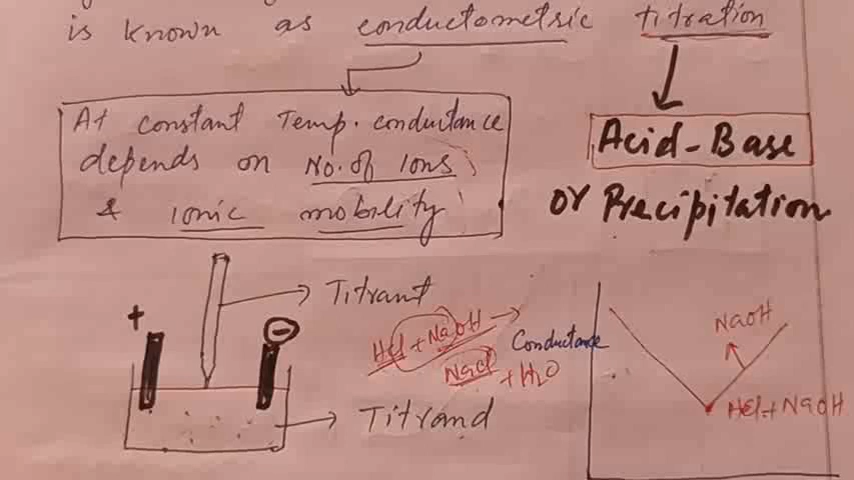 is known as conductometric titration
At constant Temp. conductance
depends on No. of Ions
& ionic mobility
Acid-Base
or Precipitation
Titrant
+
-
HCl + NaOH →
NaCl + H2O
Titrand
Conductance
NaOH
HCl + NaOH